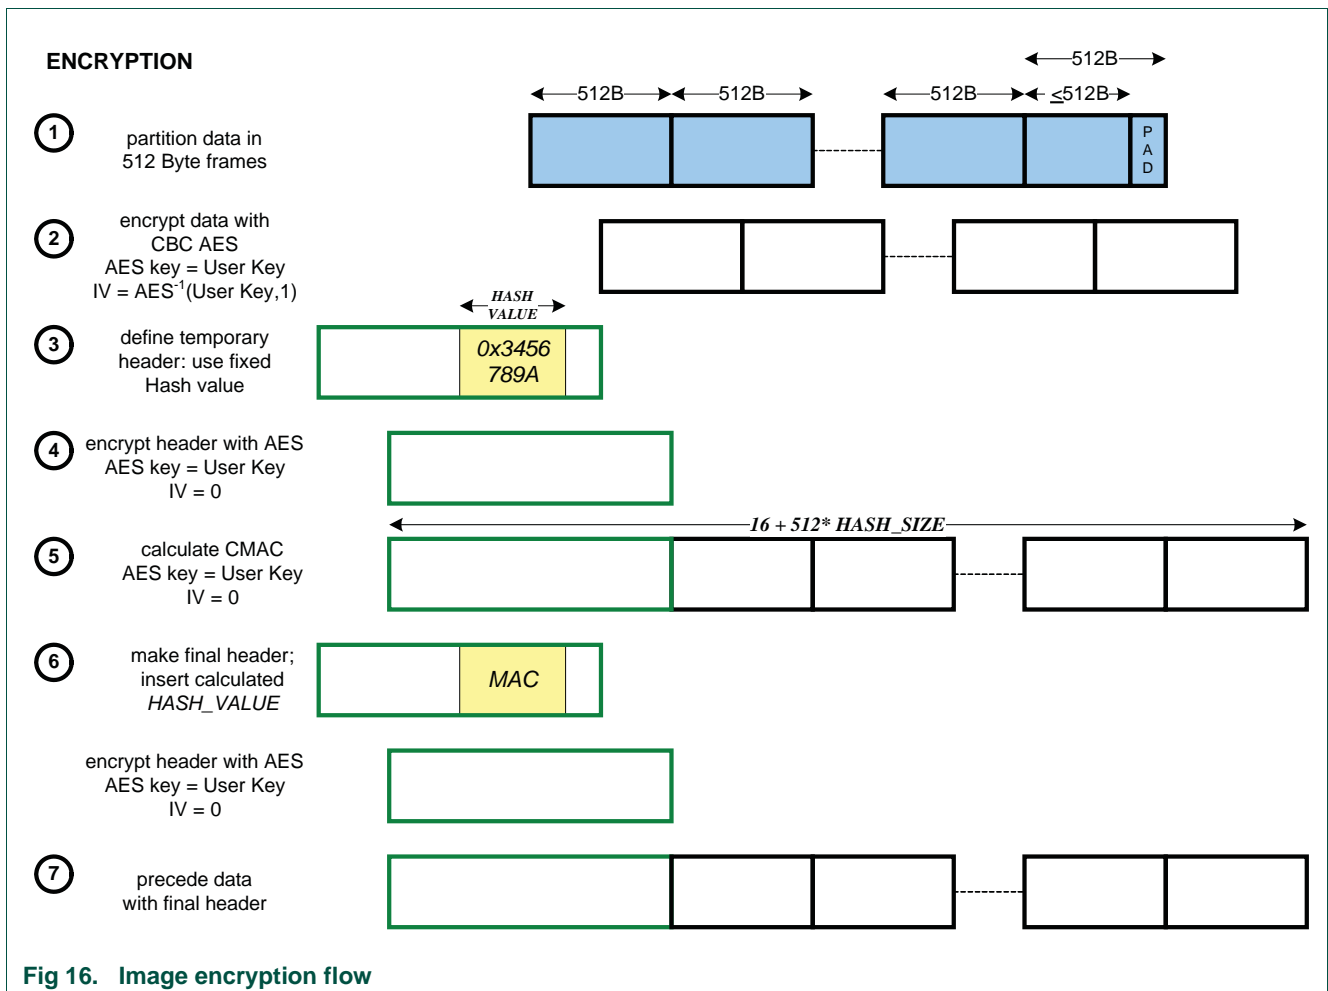 ENCRYPTION
512B
512B
512B
512B
≤512B
1
partition data in
512 Byte frames
P
A
D
2
encrypt data with
CBC AES
AES key = User Key
IV = AES⁻¹(User Key,1)
HASH
VALUE
3
define temporary
header: use fixed
Hash value
0x3456
789A
4
encrypt header with AES
AES key = User Key
IV = 0
16 + 512* HASH_SIZE
5
calculate CMAC
AES key = User Key
IV = 0
6
make final header;
insert calculated
HASH_VALUE
MAC
encrypt header with AES
AES key = User Key
IV = 0
7
precede data
with final header
Fig 16. Image encryption flow